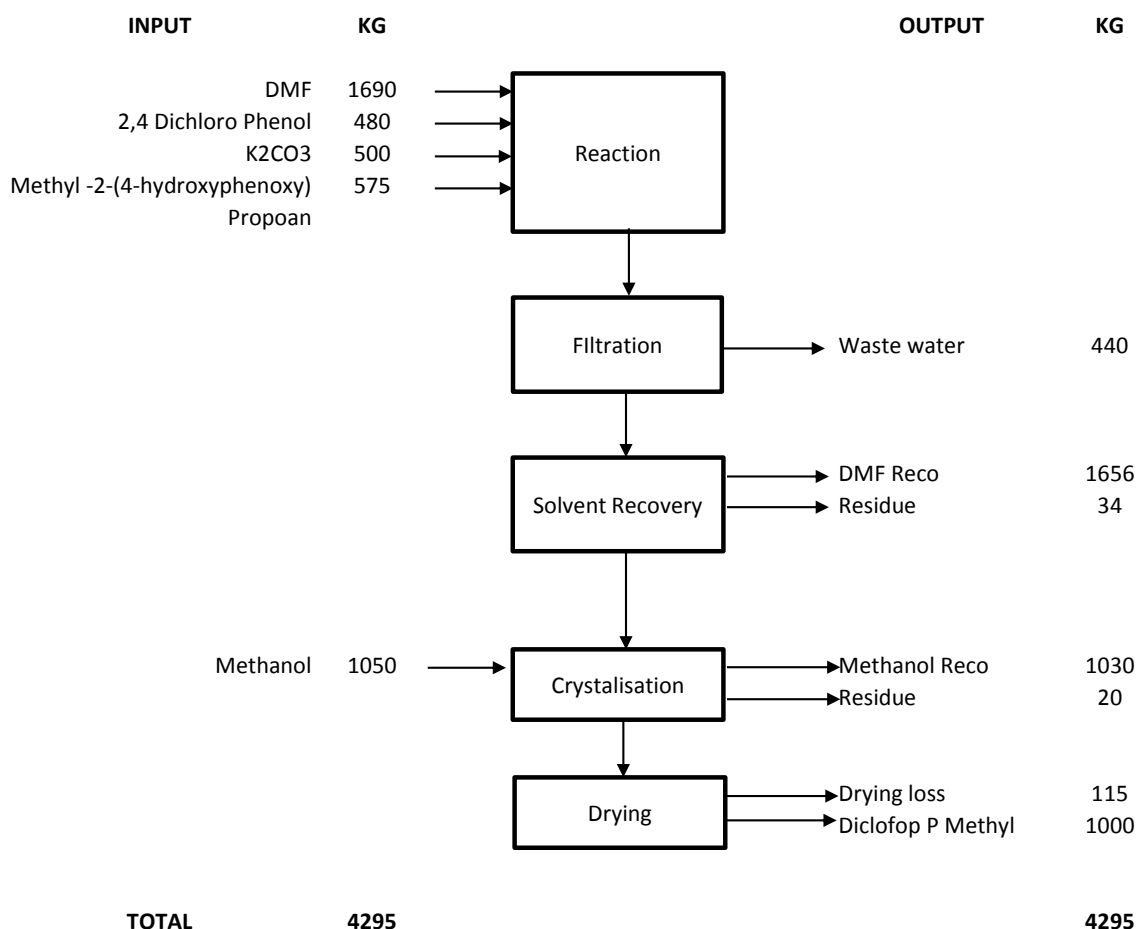 INPUT KG OUTPUT KG
DMF 1690
2,4 Dichloro Phenol 480
K2CO3 500
Reaction
Methyl -2-(4-hydroxyphenoxy) 575
Propoan
FIltration Waste water 440
DMF Reco 1656
Solvent Recovery Residue 34
Methanol 1050 Methanol Reco 1030
Crystalisation
Residue 20
Drying loss 115
Drying
Diclofop P Methyl 1000
TOTAL 4295 4295